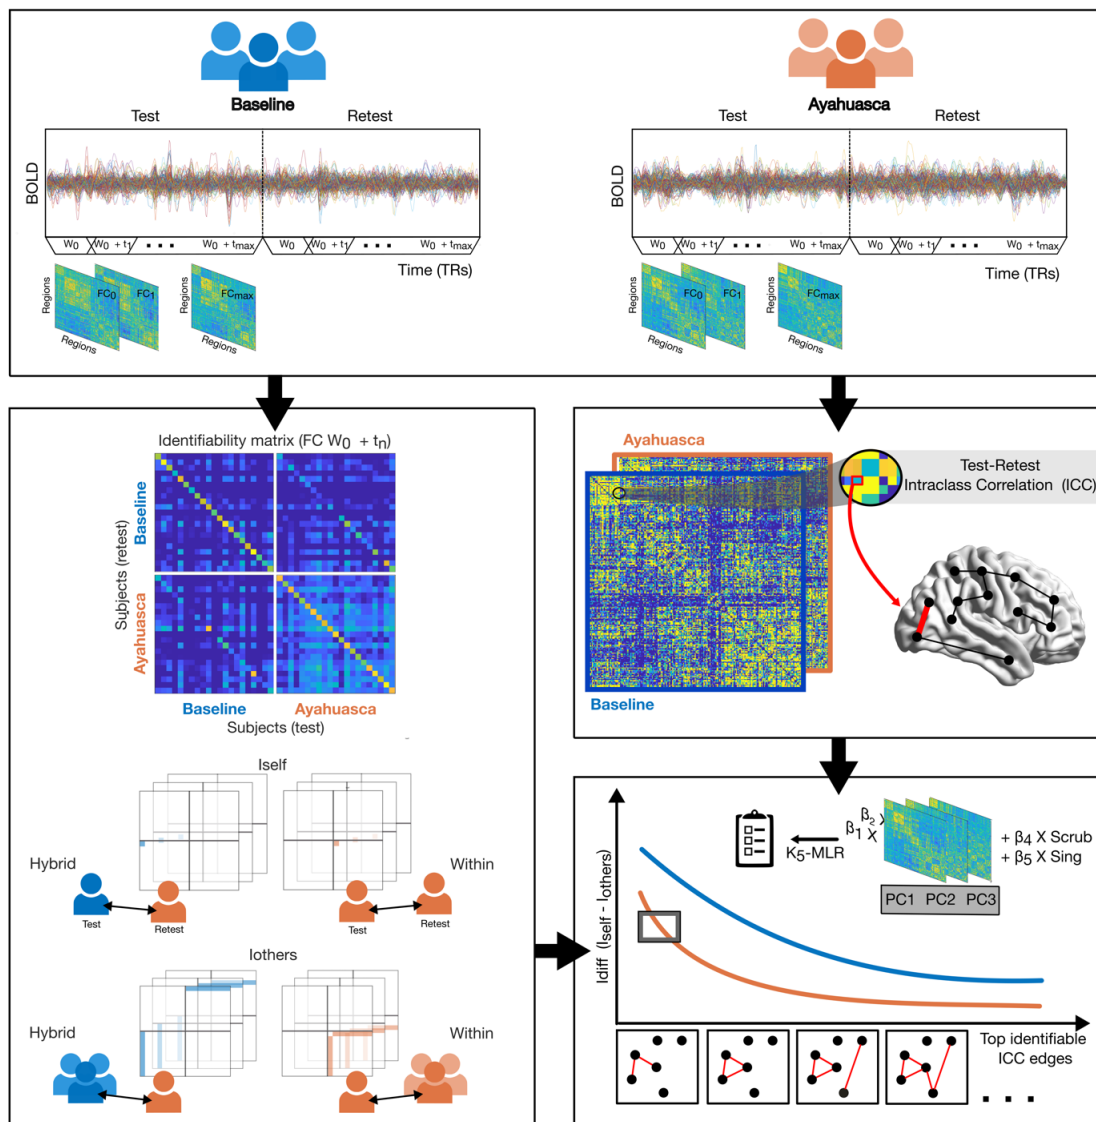 Baseline
Test
Retest
BOLD
W0
W0 + t1
W0 + tmax
W0
W0 + t1
W0 + tmax
Time (TRs)
Regions
FC0
FC1
Regions
Regions
FCmax
Ayahuasca
Test
Retest
BOLD
W0
W0 + t1
W0 + tmax
W0
W0 + t1
W0 + tmax
Time (TRs)
Regions
FC0
FC1
Regions
Regions
FCmax
Identifiability matrix (FC W0 + tn)
Subjects (retest)
Baseline
Ayahuasca
Baseline
Ayahuasca
Subjects (test)
Iself
Hybrid
Within
Test
Retest
Test
Retest
Iothers
Hybrid
Within
Ayahuasca
Test-Retest
Intraclass Correlation (ICC)
Baseline
Idiff (Iself - Iothers)
K5-MLR
β1 X
β2
+ β4 X Scrub
+ β5 X Sing
PC1 PC2 PC3
Top identifiable
ICC edges